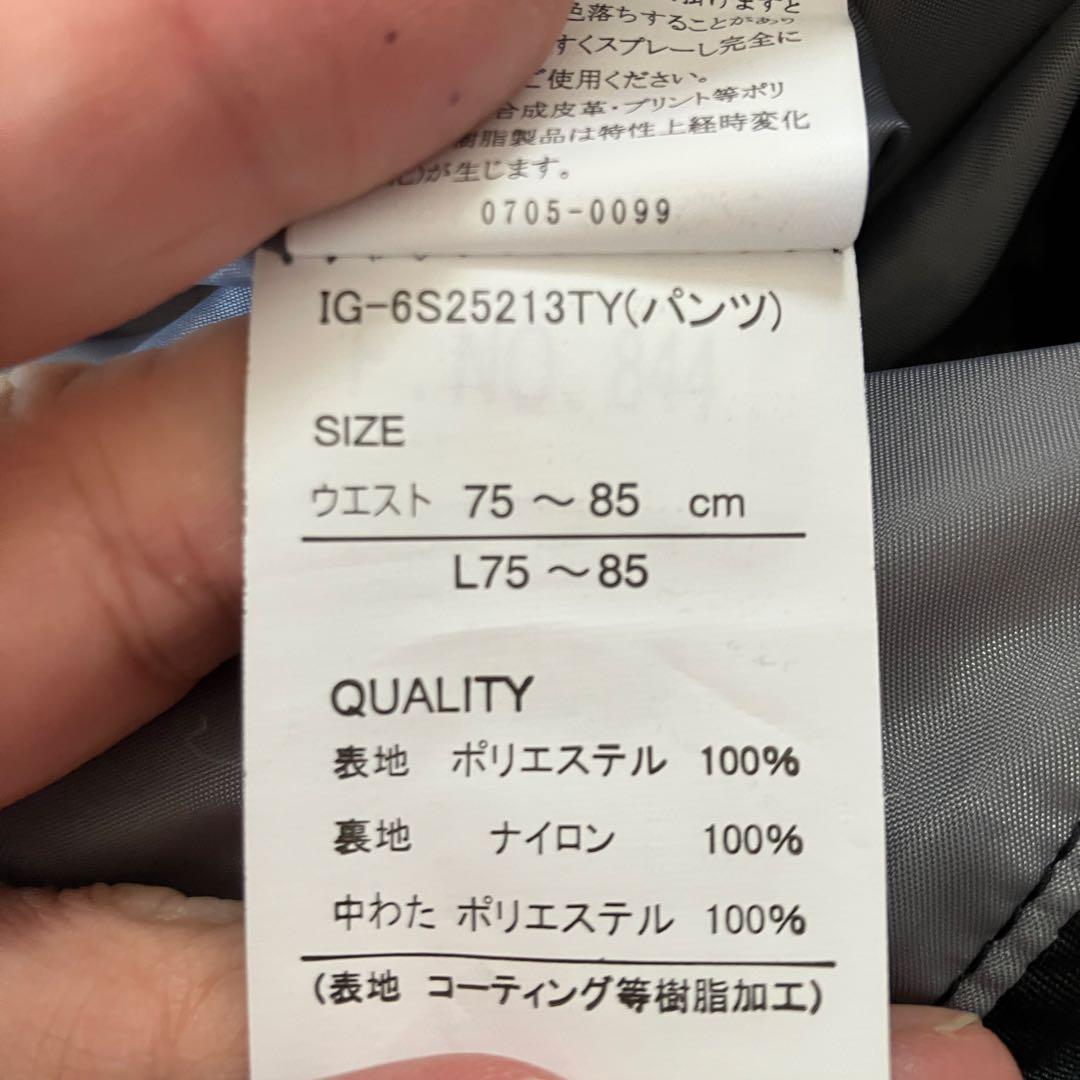 掛けますと
色落ちすることがあり
すくスプレーし完全に
ご使用ください。
合成皮革・プリント等ポリ
樹脂製品は特性上経時変化
が生じます。
0705-0099
IG-6S25213TY(パンツ)
SIZE
ウエスト 75 ～ 85 cm
L75 ～85
QUALITY
表地 ポリエステル 100%
裏地 ナイロン 100%
中わた ポリエステル 100%
(表地 コーティング等樹脂加工)